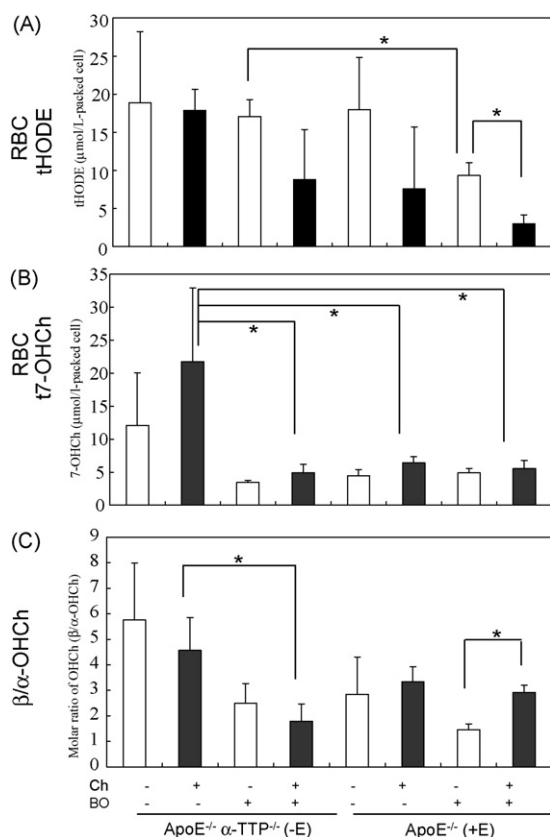 (A)
RBC
tHODE
tHODE (μmol/L-packed cell)
30
25
20
15
10
5
0
*
*
(B)
RBC
t7-OHCh
7-OHCh (μmol/l-packed cell)
35
30
25
20
15
10
5
0
*
*
*
(C)
β/α-OHCh
Molar ratio of OHCh (β/α-OHCh)
9
8
7
6
5
4
3
2
1
0
*
*
Ch - + - + - + - +
BO - - + + - - + +
ApoE-/- α-TTP-/- (-E) ApoE-/- (+E)